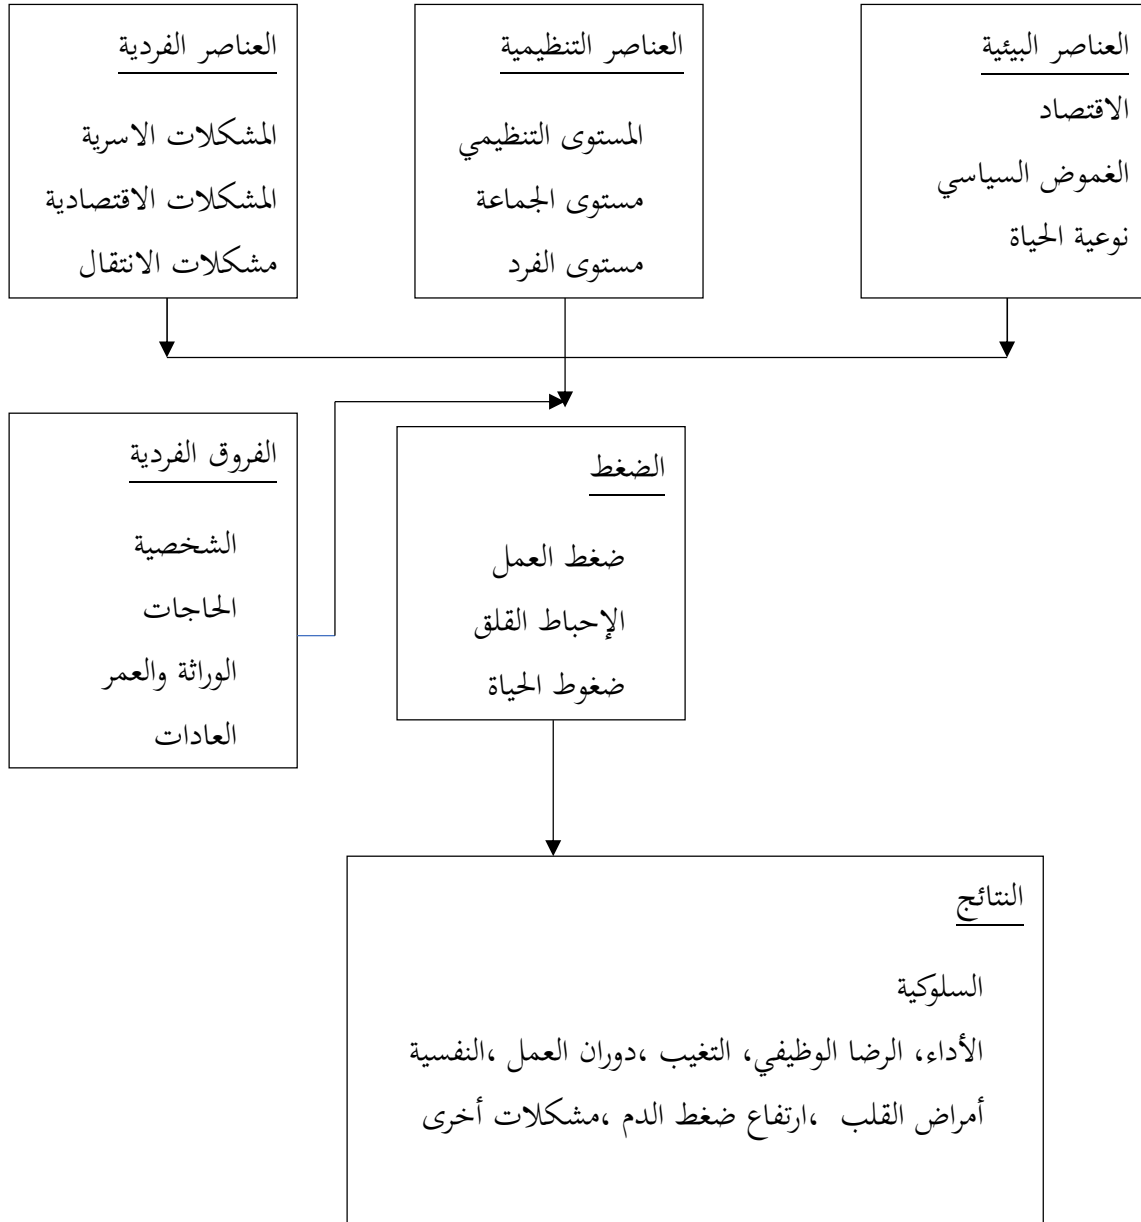 العناصر البيئية
الاقتصاد
الغموض السياسي
نوعية الحياة
العناصر التنظيمية
المستوى التنظيمي
مستوى الجماعة
مستوى الفرد
العناصر الفردية
المشكلات الاسرية
المشكلات الاقتصادية
مشكلات الانتقال
الضغط
ضغط العمل
الإحباط القلق
ضغوط الحياة
الفروق الفردية
الشخصية
الحاجات
الوراثة والعمر
العادات
النتائج
السلوكية
الأداء، الرضا الوظيفي، التغيب ،دوران العمل ،النفسية
أمراض القلب ،ارتفاع ضغط الدم ،مشكلات أخرى